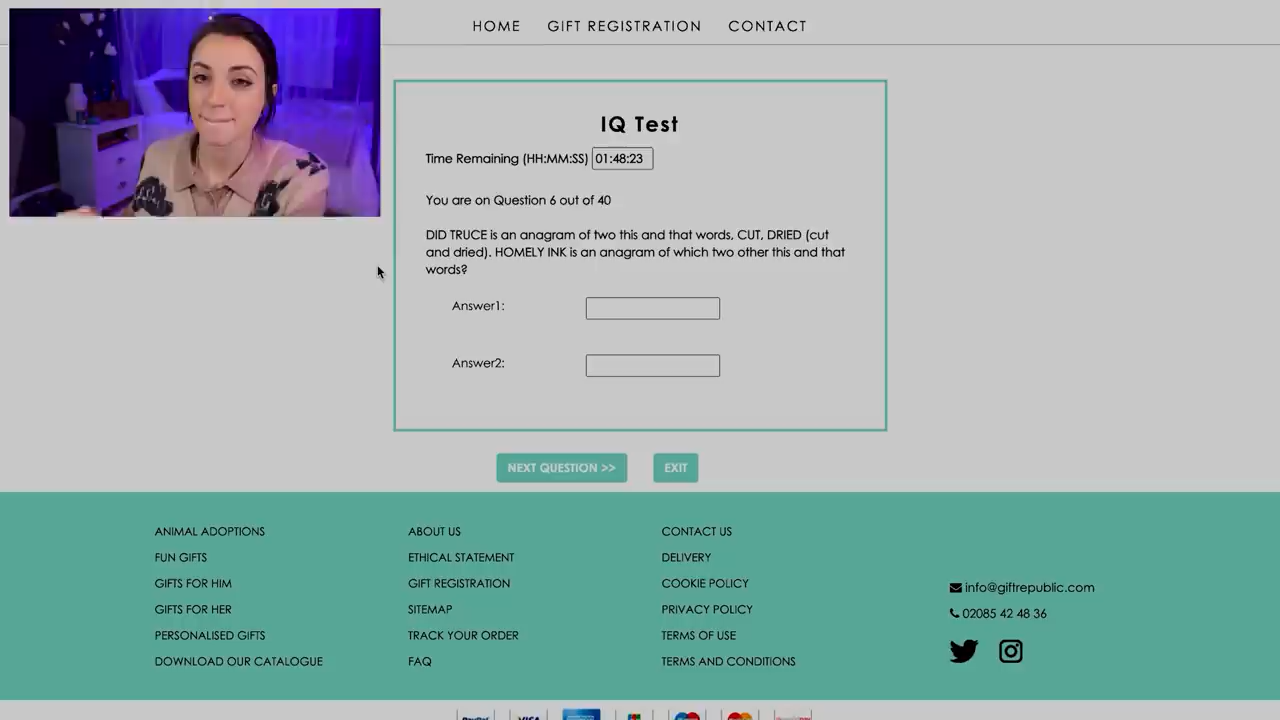 HOME GIFT REGISTRATION CONTACT
IQ Test
Time Remaining (HH:MM:SS) 01:48:23
You are on Question 6 out of 40
DID TRUCE is an anagram of two this and that words, CUT, DRIED (cut
and dried). HOMELY INK is an anagram of which two other this and that
words?
Answer1:
Answer2:
NEXT QUESTION >> EXIT
ANIMAL ADOPTIONS ABOUT US CONTACT US
FUN GIFTS ETHICAL STATEMENT DELIVERY
GIFTS FOR HIM GIFT REGISTRATION COOKIE POLICY
info@giftrepublic.com
GIFTS FOR HER SITEMAP PRIVACY POLICY
02085 42 48 36
PERSONALISED GIFTS TRACK YOUR ORDER TERMS OF USE
DOWNLOAD OUR CATALOGUE FAQ TERMS AND CONDITIONS
PayPal VISA